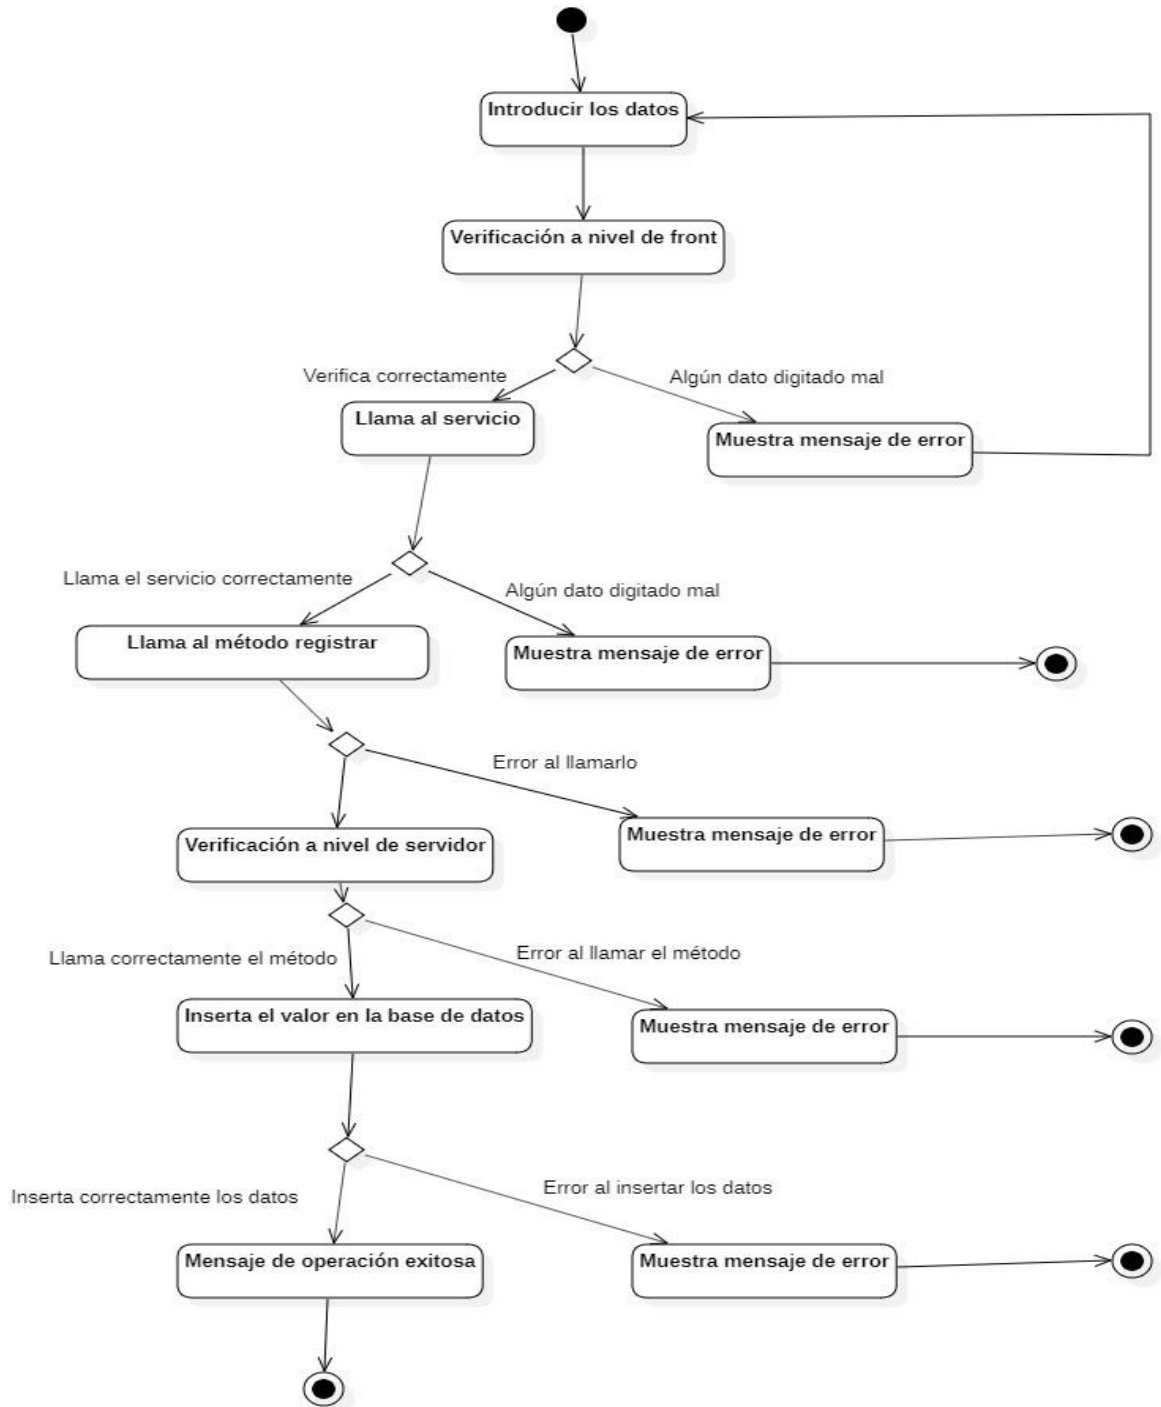 Introducir los datos
Verificación a nivel de front
Verifica correctamente
Algún dato digitado mal
Llama al servicio
Muestra mensaje de error
Llama el servicio correctamente
Algún dato digitado mal
Llama al método registrar
Muestra mensaje de error
Error al llamarlo
Muestra mensaje de error
Verificación a nivel de servidor
Llama correctamente el método
Error al llamar el método
Inserta el valor en la base de datos
Muestra mensaje de error
Inserta correctamente los datos
Error al insertar los datos
Mensaje de operación exitosa
Muestra mensaje de error